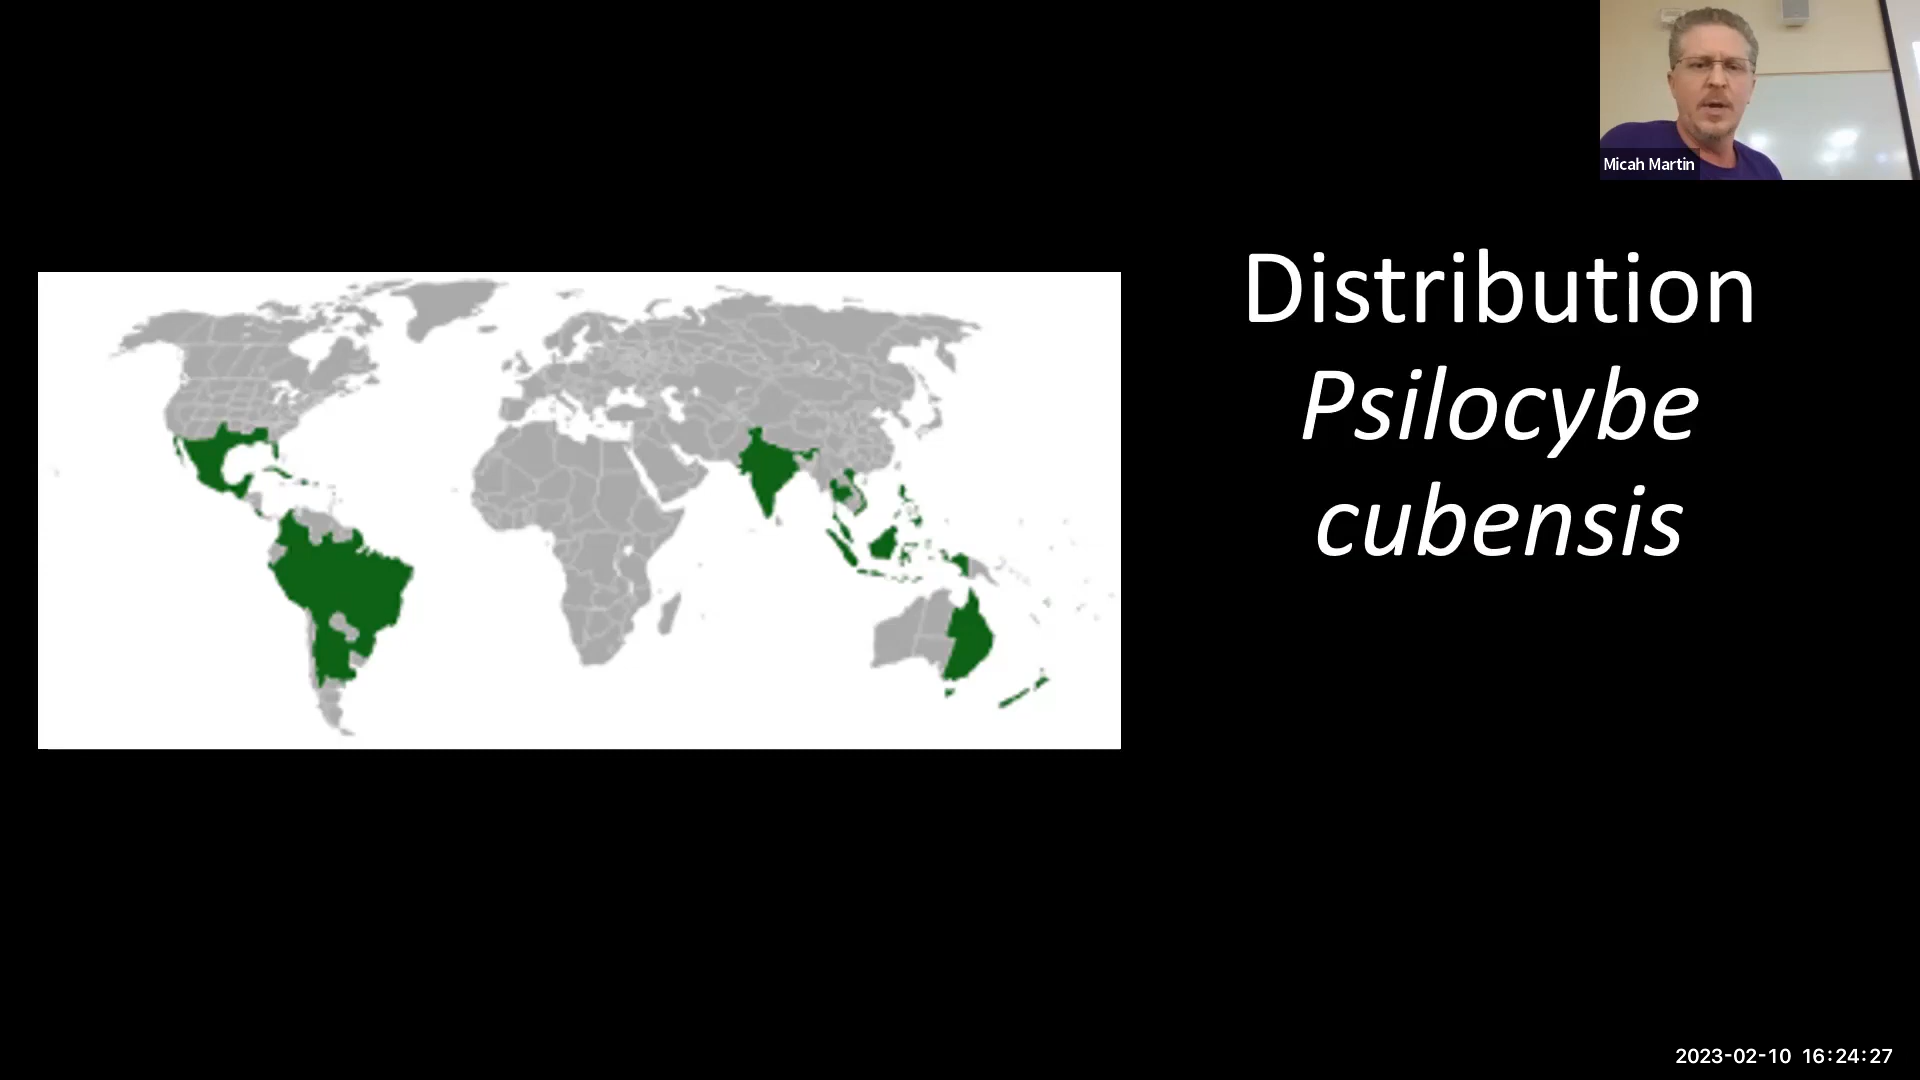 Micah Martin
Distribution
Psilocybe
cubensis
2023-02-10 16:24:27